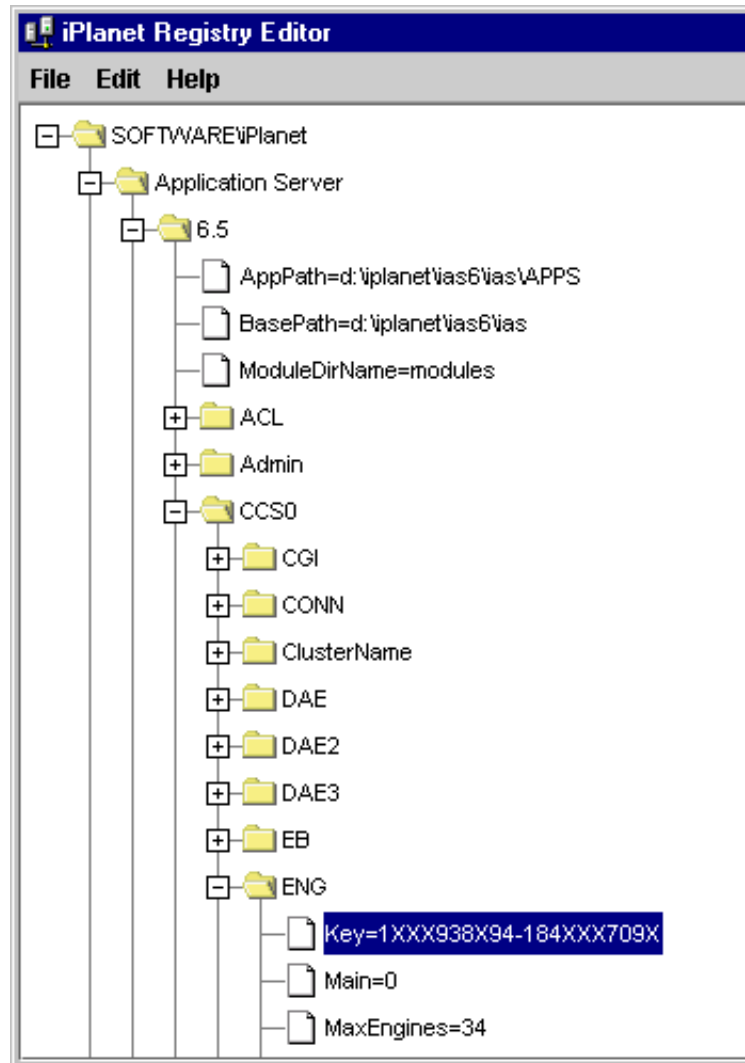 iPlanet Registry Editor
File Edit Help
SOFTWARE\iPlanet
Application Server
6.5
AppPath=d:\iplanet\ias6\ias\APPS
BasePath=d:\iplanet\ias6\ias
ModuleDirName=modules
ACL
Admin
CCS0
CGI
CONN
ClusterName
DAE
DAE2
DAE3
EB
ENG
Key=1XXX938X94-184XXX709X
Main=0
MaxEngines=34